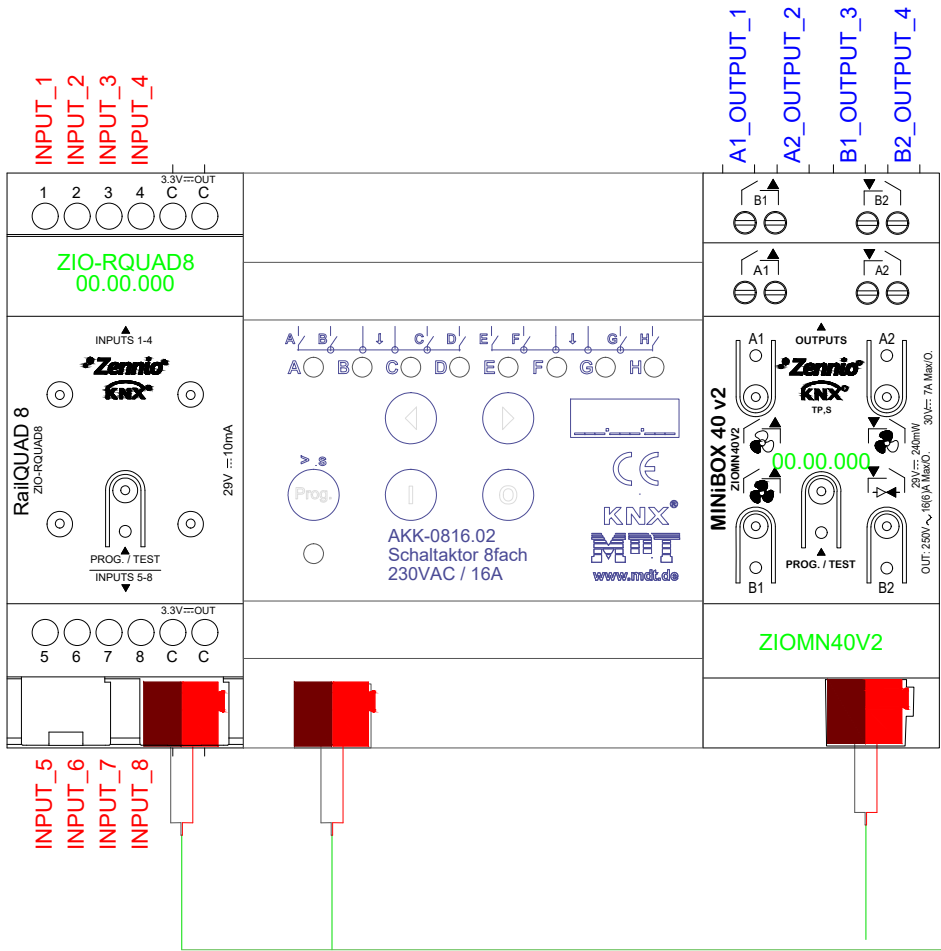 INPUT_1
INPUT_2
INPUT_3
INPUT_4
3.3V⎓OUT
1 2 3 4 C C
ZIO-RQUAD8
00.00.000
INPUTS 1-4
Zennio
KNX
RailQUAD 8
ZIO-RQUAD8
29V⎓10mA
PROG. / TEST
INPUTS 5-8
3.3V⎓OUT
5 6 7 8 C C
INPUT_5
INPUT_6
INPUT_7
INPUT_8
A B C D E F G H
A B C D E F G H
> .s
Prog.
I O
AKK-0816.02
Schaltaktor 8fach
230VAC / 16A
CE
KNX®
MDT
www.mdt.de
A1_OUTPUT_1
A2_OUTPUT_2
B1_OUTPUT_3
B2_OUTPUT_4
B1 B2
A1 A2
A1 OUTPUTS A2
Zennio
KNX
TP,S
MINiBOX 40 v2
ZIOMN40V2
00.00.000
30V⎓ 7A Max/O.
29V⎓ 240mW
OUT: 250V~ 16(6)A Max/O.
PROG. / TEST
B1 B2
ZIOMN40V2